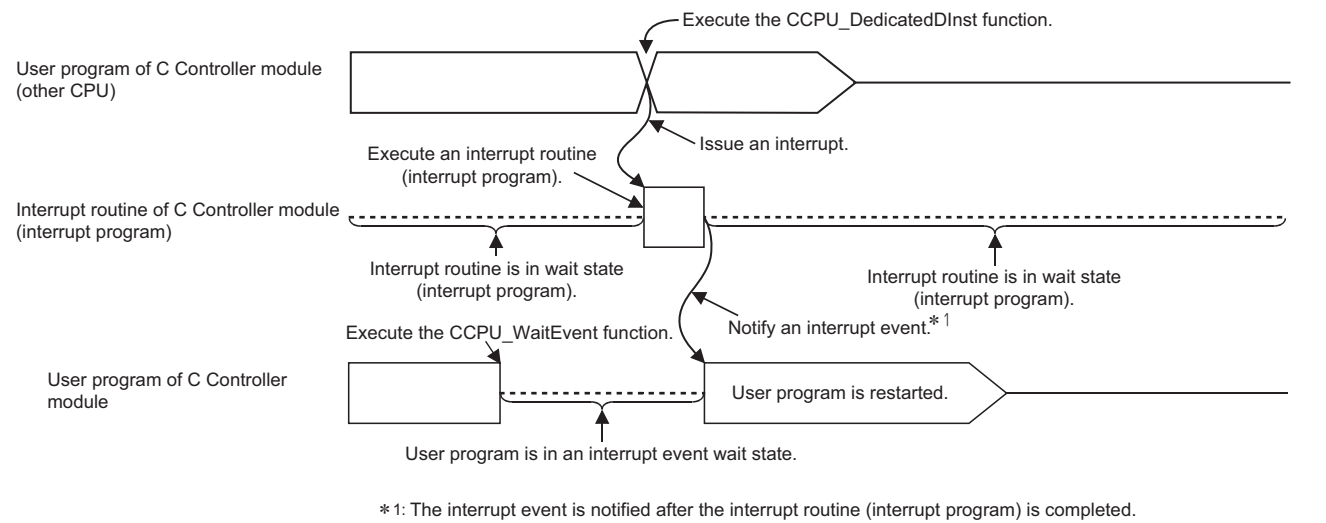 Execute the CCPU_DedicatedDInst function.
User program of C Controller module
(other CPU)
Issue an interrupt.
Execute an interrupt routine
(interrupt program).
Interrupt routine of C Controller module
(interrupt program)
Interrupt routine is in wait state
(interrupt program).
Interrupt routine is in wait state
(interrupt program).
Notify an interrupt event.*1
Execute the CCPU_WaitEvent function.
User program of C Controller
module
User program is restarted.
User program is in an interrupt event wait state.
*1: The interrupt event is notified after the interrupt routine (interrupt program) is completed.